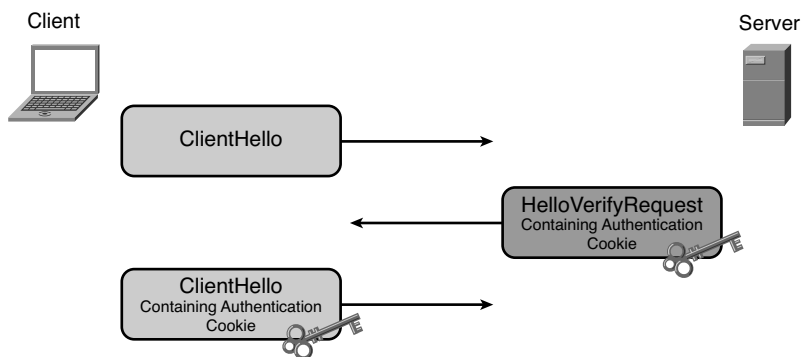 Client
Server
ClientHello
HelloVerifyRequest
Containing Authentication
Cookie
ClientHello
Containing Authentication
Cookie